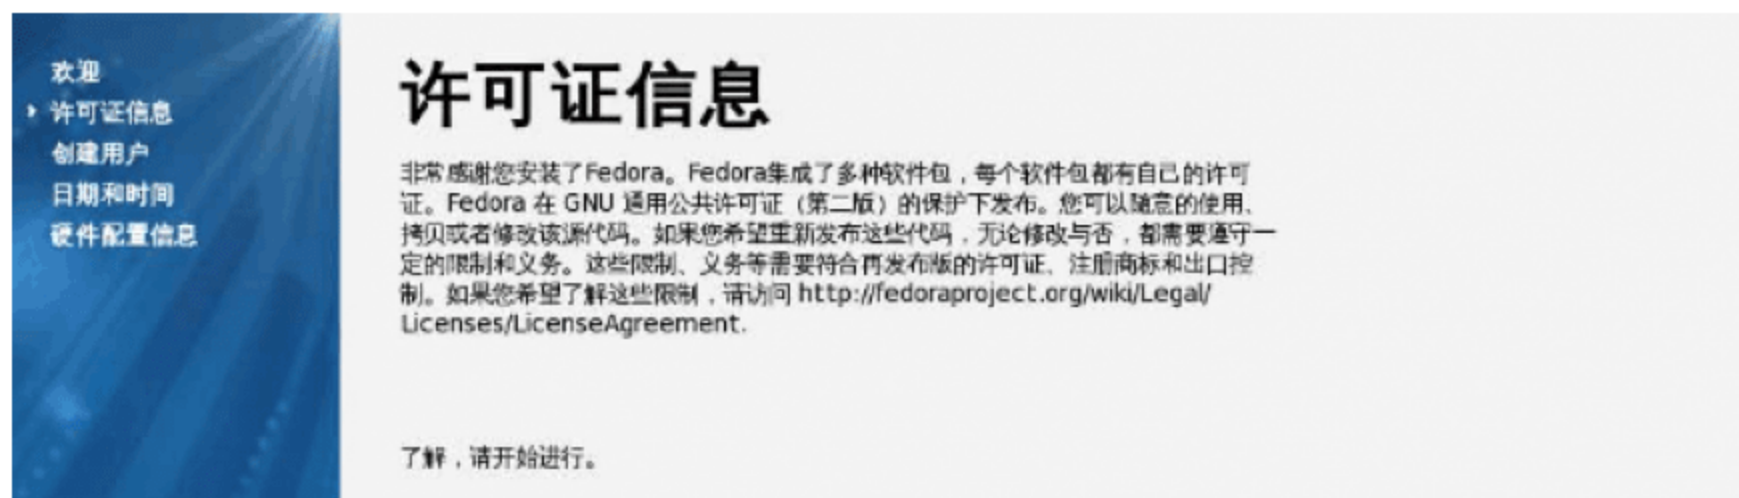 欢迎
许可证信息
创建用户
日期和时间
硬件配置信息
许可证信息
非常感谢您安装了Fedora。Fedora集成了多种软件包，每个软件包都有自己的许可
证。Fedora 在 GNU 通用公共许可证（第二版）的保护下发布。您可以随意的使用、
拷贝或者修改该源代码。如果您希望重新发布这些代码，无论修改与否，都需要遵守一
定的限制和义务。这些限制、义务等需要符合再发布版的许可证、注册商标和出口控
制。如果您希望了解这些限制，请访问 http://fedoraproject.org/wiki/Legal/
Licenses/LicenseAgreement.
了解，请开始进行。